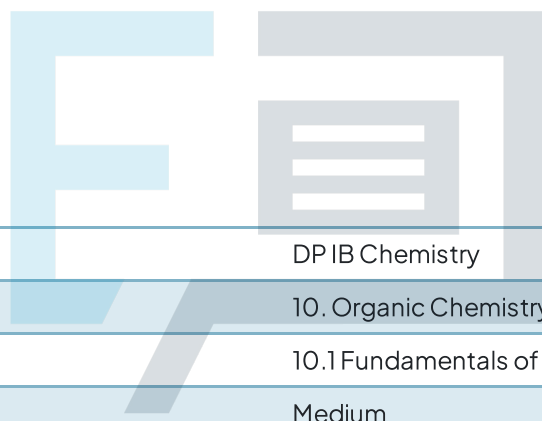 DP IB Chemistry
10. Organic Chemistry
10.1 Fundamentals of
Medium